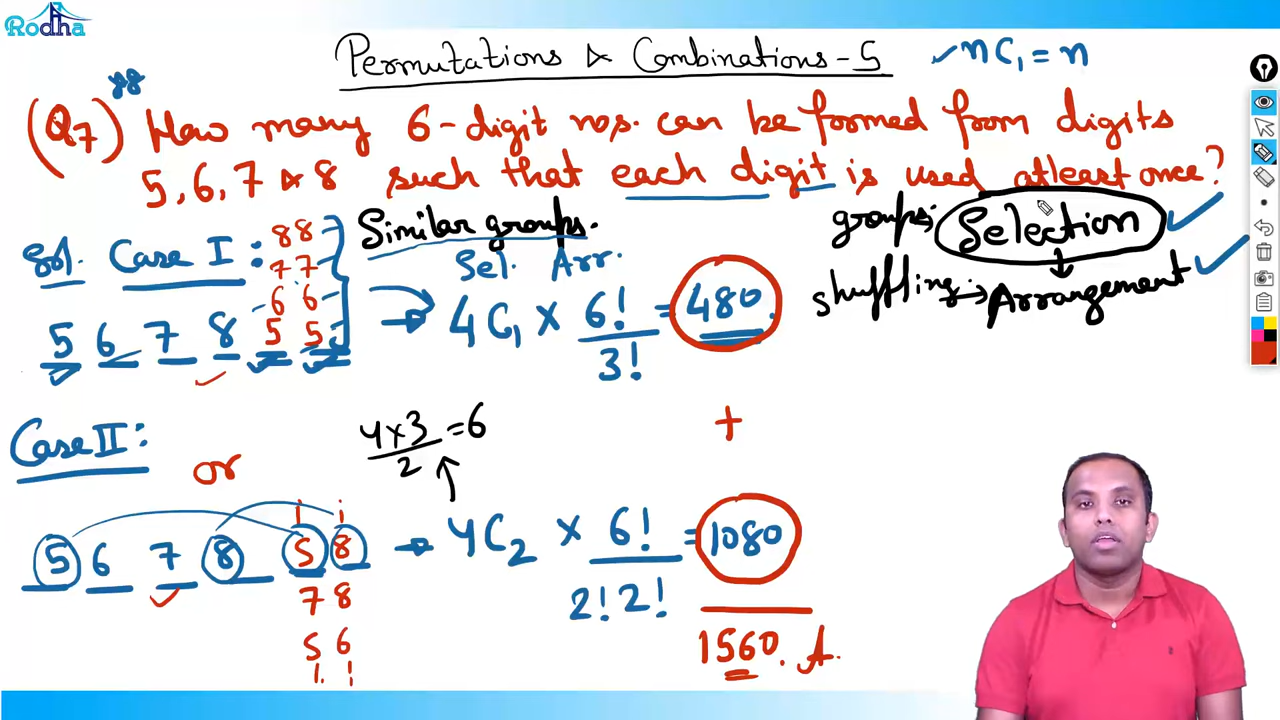 Rodha
Permutations & Combinations-5
✓nC₁ = n
(Q7)** How many 6-digit nos. can be formed from digits
5, 6, 7 & 8 such that each digit is used atleast once?
Sol. Case I :
88
77
66
55
5 6 7 8
Similar groups.
Sel. Arr.
→ 4C₁ × 6!/3! = 480.
groups: Selection ✓
shuffling → Arrangement ✓
+
Case II:
or
4×3/2 = 6
5 6 7 8 5 8 → 4C₂ × 6!/2!2! = 1080
78
56
1560. A.